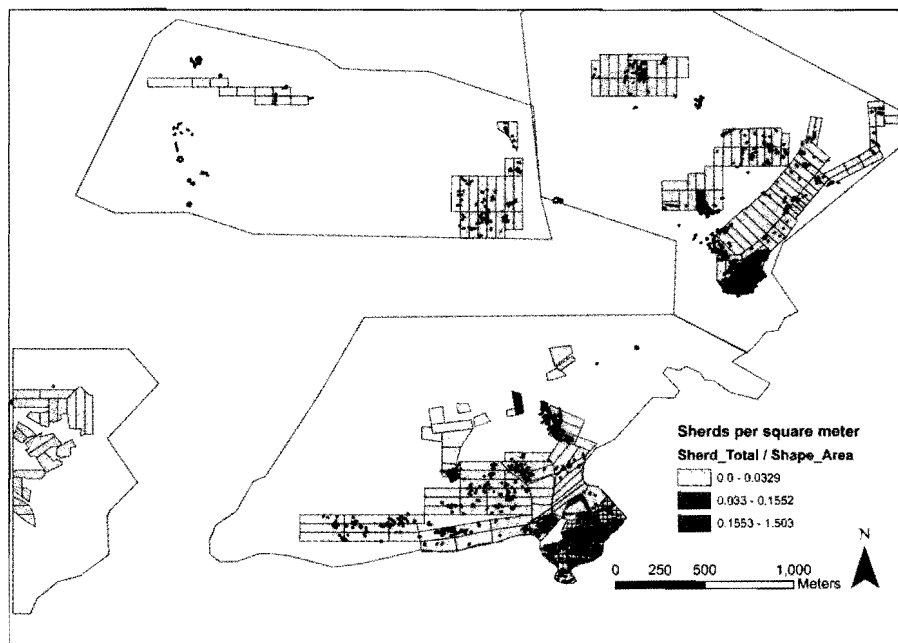 Sherds per square meter
Sherd_Total / Shape_Area
0.0 - 0.0329
0.033 - 0.1552
0.1553 - 1.503
N
0 250 500 1,000
Meters